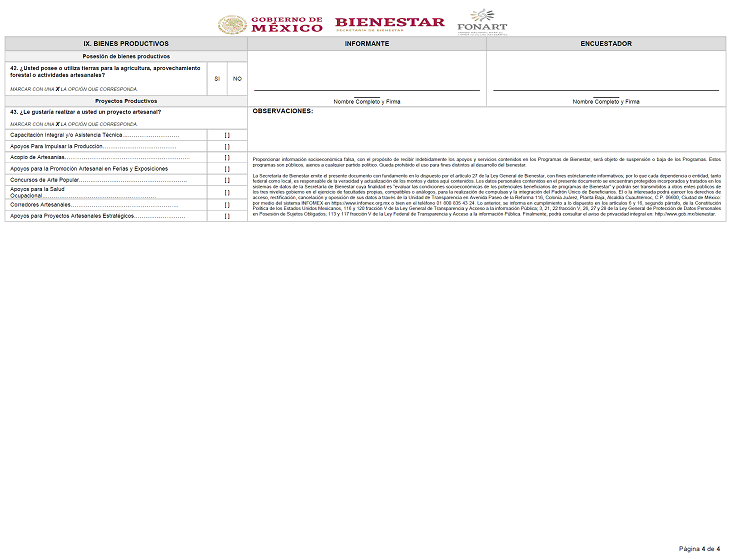 GOBIERNO DE
MÉXICO
BIENESTAR
SECRETARÍA DE BIENESTAR
FONART
IX. BIENES PRODUCTIVOS
INFORMANTE
ENCUESTADOR
Posesión de bienes productivos
42. ¿Usted posee o utiliza tierras para la agricultura, aprovechamiento
forestal o actividades artesanales?
MARCAR CON UNA X LA OPCIÓN QUE CORRESPONDA.
SI
NO
Nombre Completo y Firma
Nombre Completo y Firma
Proyectos Productivos
43. ¿Le gustaría realizar a usted un proyecto artesanal?
MARCAR CON UNA X LA OPCIÓN QUE CORRESPONDA.
OBSERVACIONES:
Capacitación Integral y/o Asistencia Técnica.............................. [ ]
Apoyos Para Impulsar la Producción....................................... [ ]
Acopio de Artesanías.................................................................. [ ]
Apoyos para la Promoción Artesanal en Ferias y Exposiciones [ ]
Concursos de Arte Popular......................................................... [ ]
Apoyos para la Salud
Ocupacional............................................................ [ ]
Corredores Artesanales......................................................... [ ]
Apoyos para Proyectos Artesanales Estratégicos........................... [ ]
Proporcionar información socioeconómica falsa, con el propósito de recibir indebidamente los apoyos y servicios contenidos en los Programas de Bienestar, será objeto de suspensión o baja de los Programas. Estos
programas son públicos, ajenos a cualquier partido político. Queda prohibido el uso para fines distintos al desarrollo del bienestar.
La Secretaría de Bienestar emite el presente documento con fundamento en lo dispuesto por el artículo 27 de la Ley General de Bienestar, con fines estrictamente informativos, por lo que cada dependencia o entidad, tanto
federal como local, es responsable de la veracidad y actualización de los montos y datos aquí contenidos. Los datos personales contenidos en el presente documento se encuentran protegidos incorporados y tratados en los
sistemas de datos de la Secretaría de Bienestar cuya finalidad es "evaluar las condiciones socioeconómicas de los potenciales beneficiarios de programas de Bienestar" y podrán ser transmitidos a otros entes públicos de
los tres niveles gobierno en el ejercicio de facultades propias, compatibles o análogos, para la realización de compulsas y la integración del Padrón Único de Beneficiarios. El o la interesada podrá ejercer los derechos de
acceso, rectificación, cancelación y oposición de sus datos a través de la Unidad de Transparencia en Avenida Paseo de la Reforma 116, Colonia Juárez, Planta Baja, Alcaldía Cuauhtémoc, C.P. 06600, Ciudad de México;
por medio del sistema INFOMEX en https://www.infomex.org.mx o bien en el teléfono 01 800 835 43 24. Lo anterior, se informa en cumplimiento a lo dispuesto en los artículos 6 y 16, segundo párrafo, de la Constitución
Política de los Estados Unidos Mexicanos, 116 y 120 fracción V de la Ley General de Transparencia y Acceso a la Información Pública; 3, 21, 22 fracción V, 26, 27 y 28 de la Ley General de Protección de Datos Personales
en Posesión de Sujetos Obligados, 113 y 117 fracción V de la Ley Federal de Transparencia y Acceso a la información Pública. Finalmente, podrá consultar el aviso de privacidad integral en: http://www.gob.mx/bienestar.
Página 4 de 4